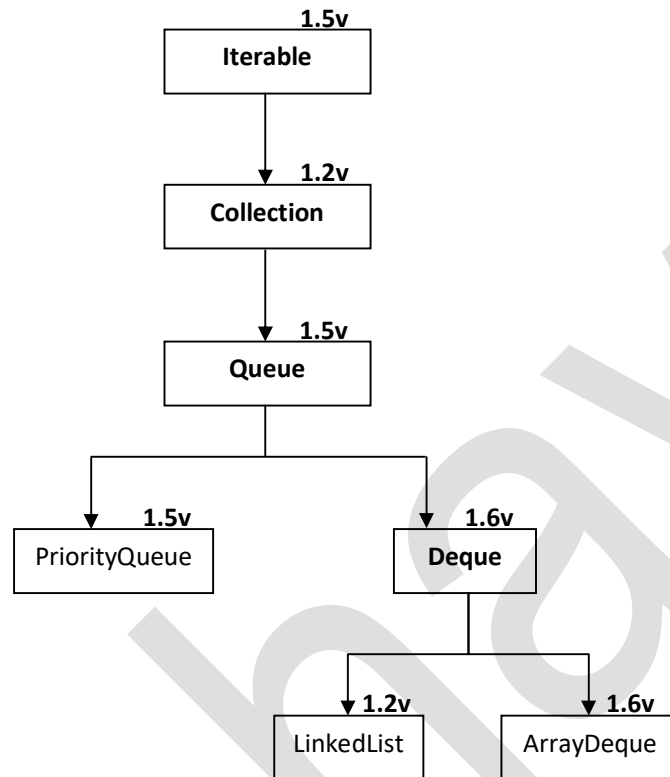 1.5v
Iterable
1.2v
Collection
1.5v
Queue
1.5v
1.6v
PriorityQueue
Deque
1.2v
1.6v
LinkedList
ArrayDeque